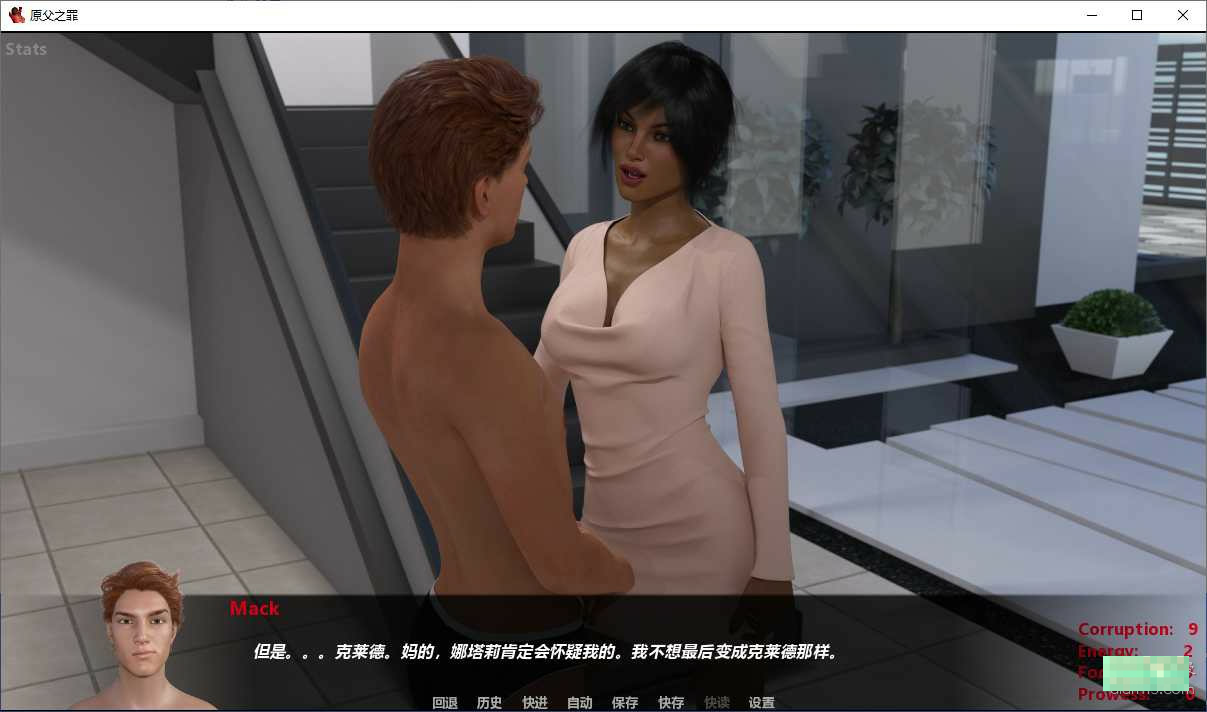 原父之罪
Stats
Mack
但是。。。克莱德。妈的，娜塔莉肯定会怀疑我的。我不想最后变成克莱德那样。
Corruption: 9
Energy: 2
回退 历史 快进 自动 保存 快存 快读 设置